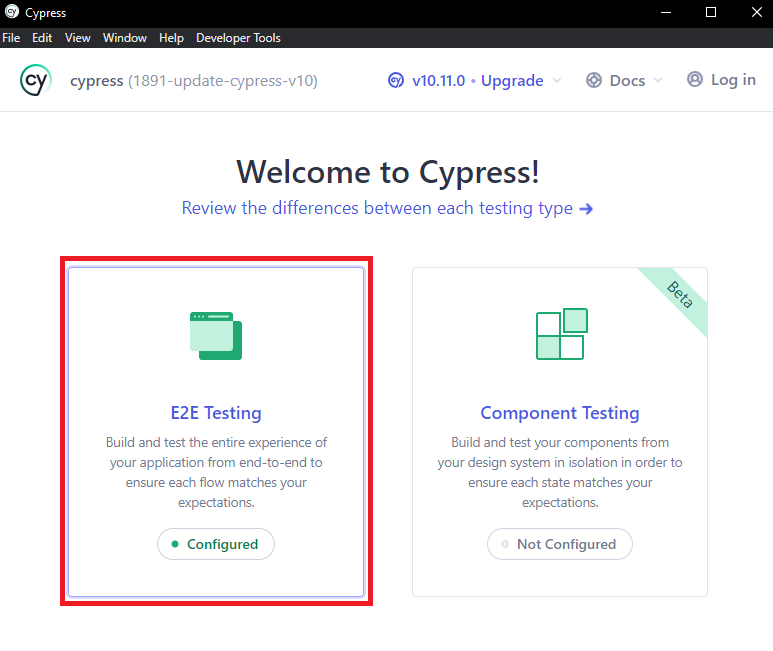 cy Cypress
File Edit View Window Help Developer Tools
cy cypress (1891-update-cypress-v10) cy v10.11.0 • Upgrade Docs Log in
Welcome to Cypress!
Review the differences between each testing type →
Beta
E2E Testing
Build and test the entire experience of
your application from end-to-end to
ensure each flow matches your
expectations.
Configured
Component Testing
Build and test your components from
your design system in isolation in order to
ensure each state matches your
expectations.
Not Configured